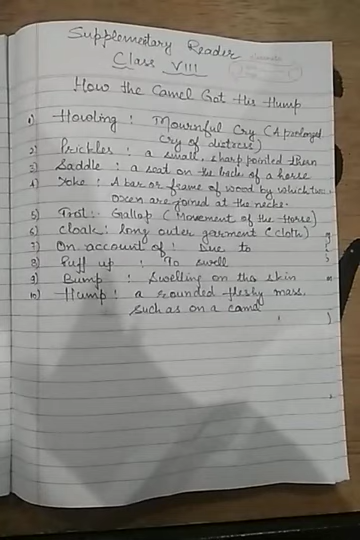 Supplementary Reader
Class VIII
How the Camel Got His Hump
1) Howling : Mournful Cry (A prolonged
Cry of distress)
2) Prickles : a small, sharp pointed thorn
3) Saddle : a seat on the back of a horse
4) Yoke : A bar or frame of wood by which two
oxen are joined at the necks.
5) Trot :- Gallop (Movement of the Horse)
6) Cloak : long outer garment (cloth)
7) On account of : Due to
8) Puff up : To swell
9) Bump : Swelling on the skin
10) Hump : a rounded fleshy mass,
such as on a camel